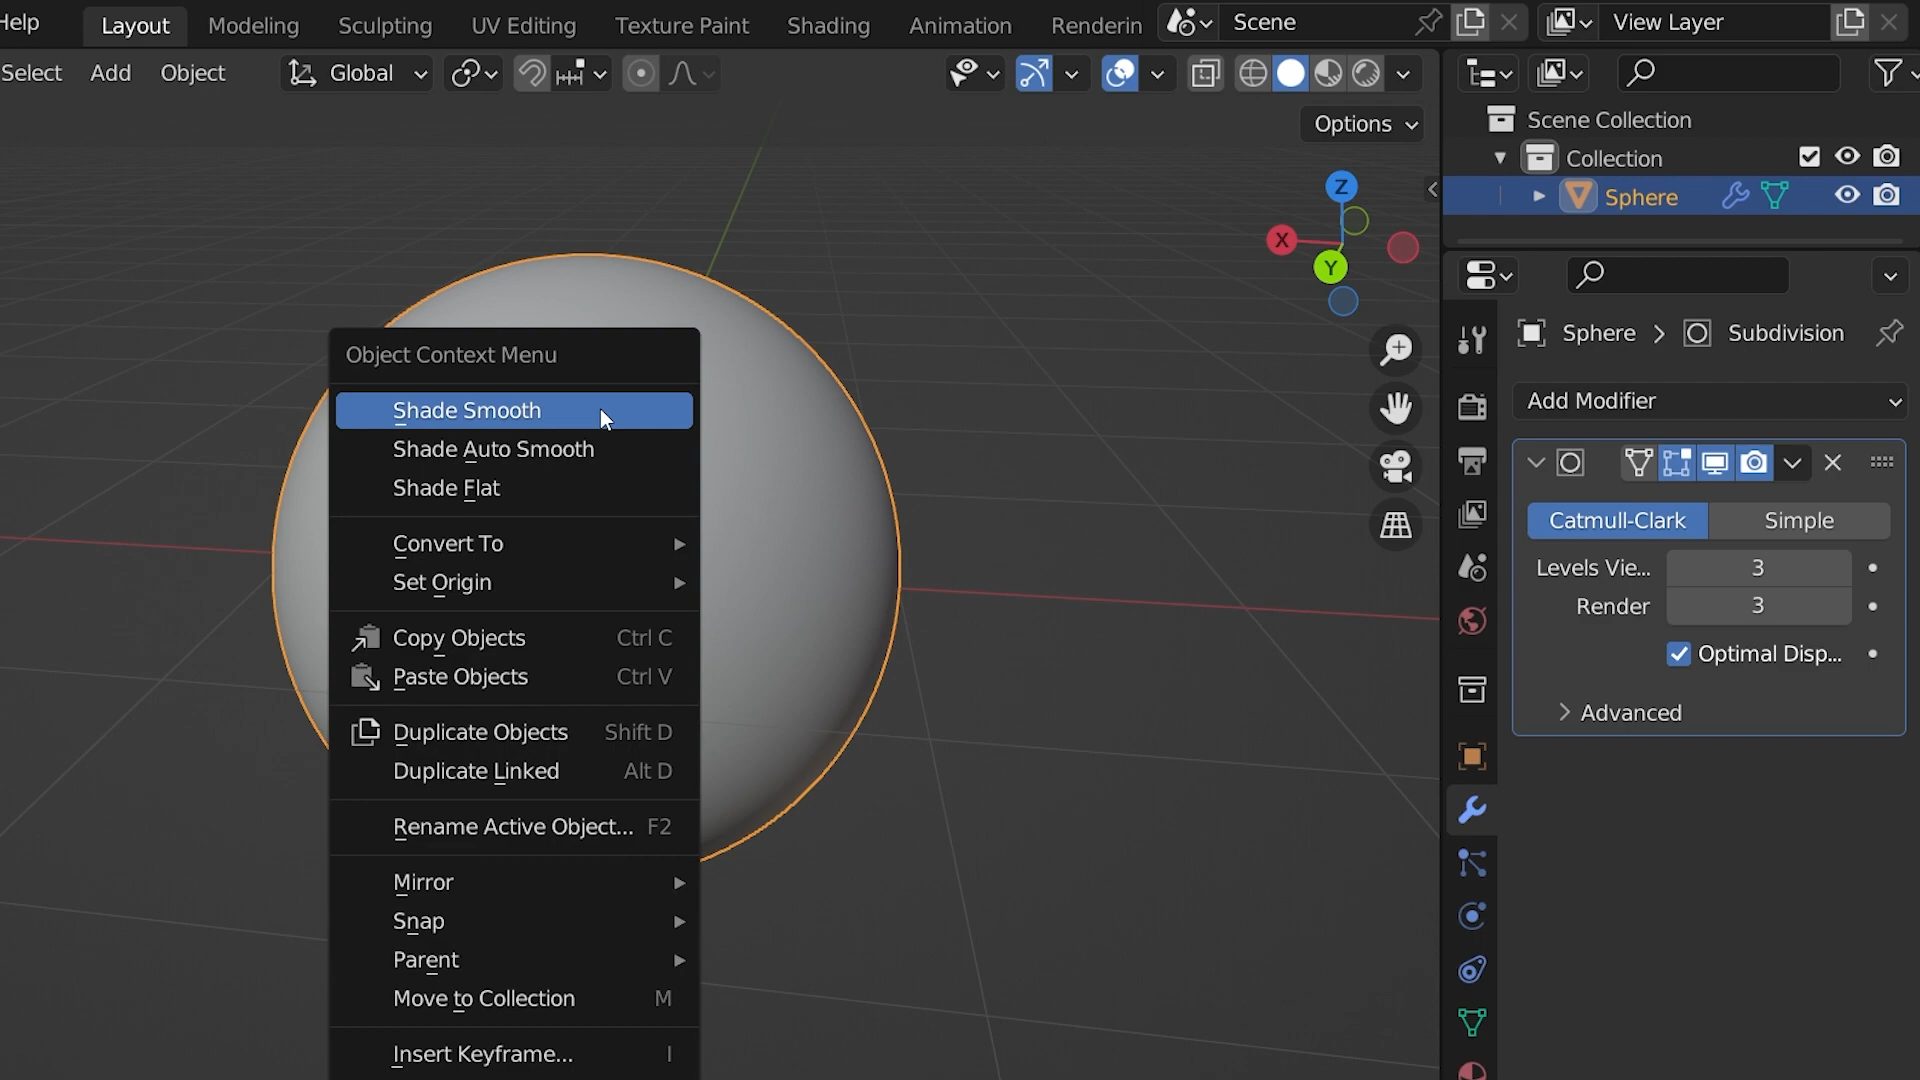 Help Layout Modeling Sculpting UV Editing Texture Paint Shading Animation Renderin Scene View Layer
Select Add Object Global
Options
Scene Collection
Collection
Sphere
Z
X
Y
Sphere > Subdivision
Add Modifier
Catmull-Clark Simple
Levels Vie... 3
Render 3
Optimal Disp...
Advanced
Object Context Menu
Shade Smooth
Shade Auto Smooth
Shade Flat
Convert To
Set Origin
Copy Objects Ctrl C
Paste Objects Ctrl V
Duplicate Objects Shift D
Duplicate Linked Alt D
Rename Active Object... F2
Mirror
Snap
Parent
Move to Collection M
Insert Keyframe... I